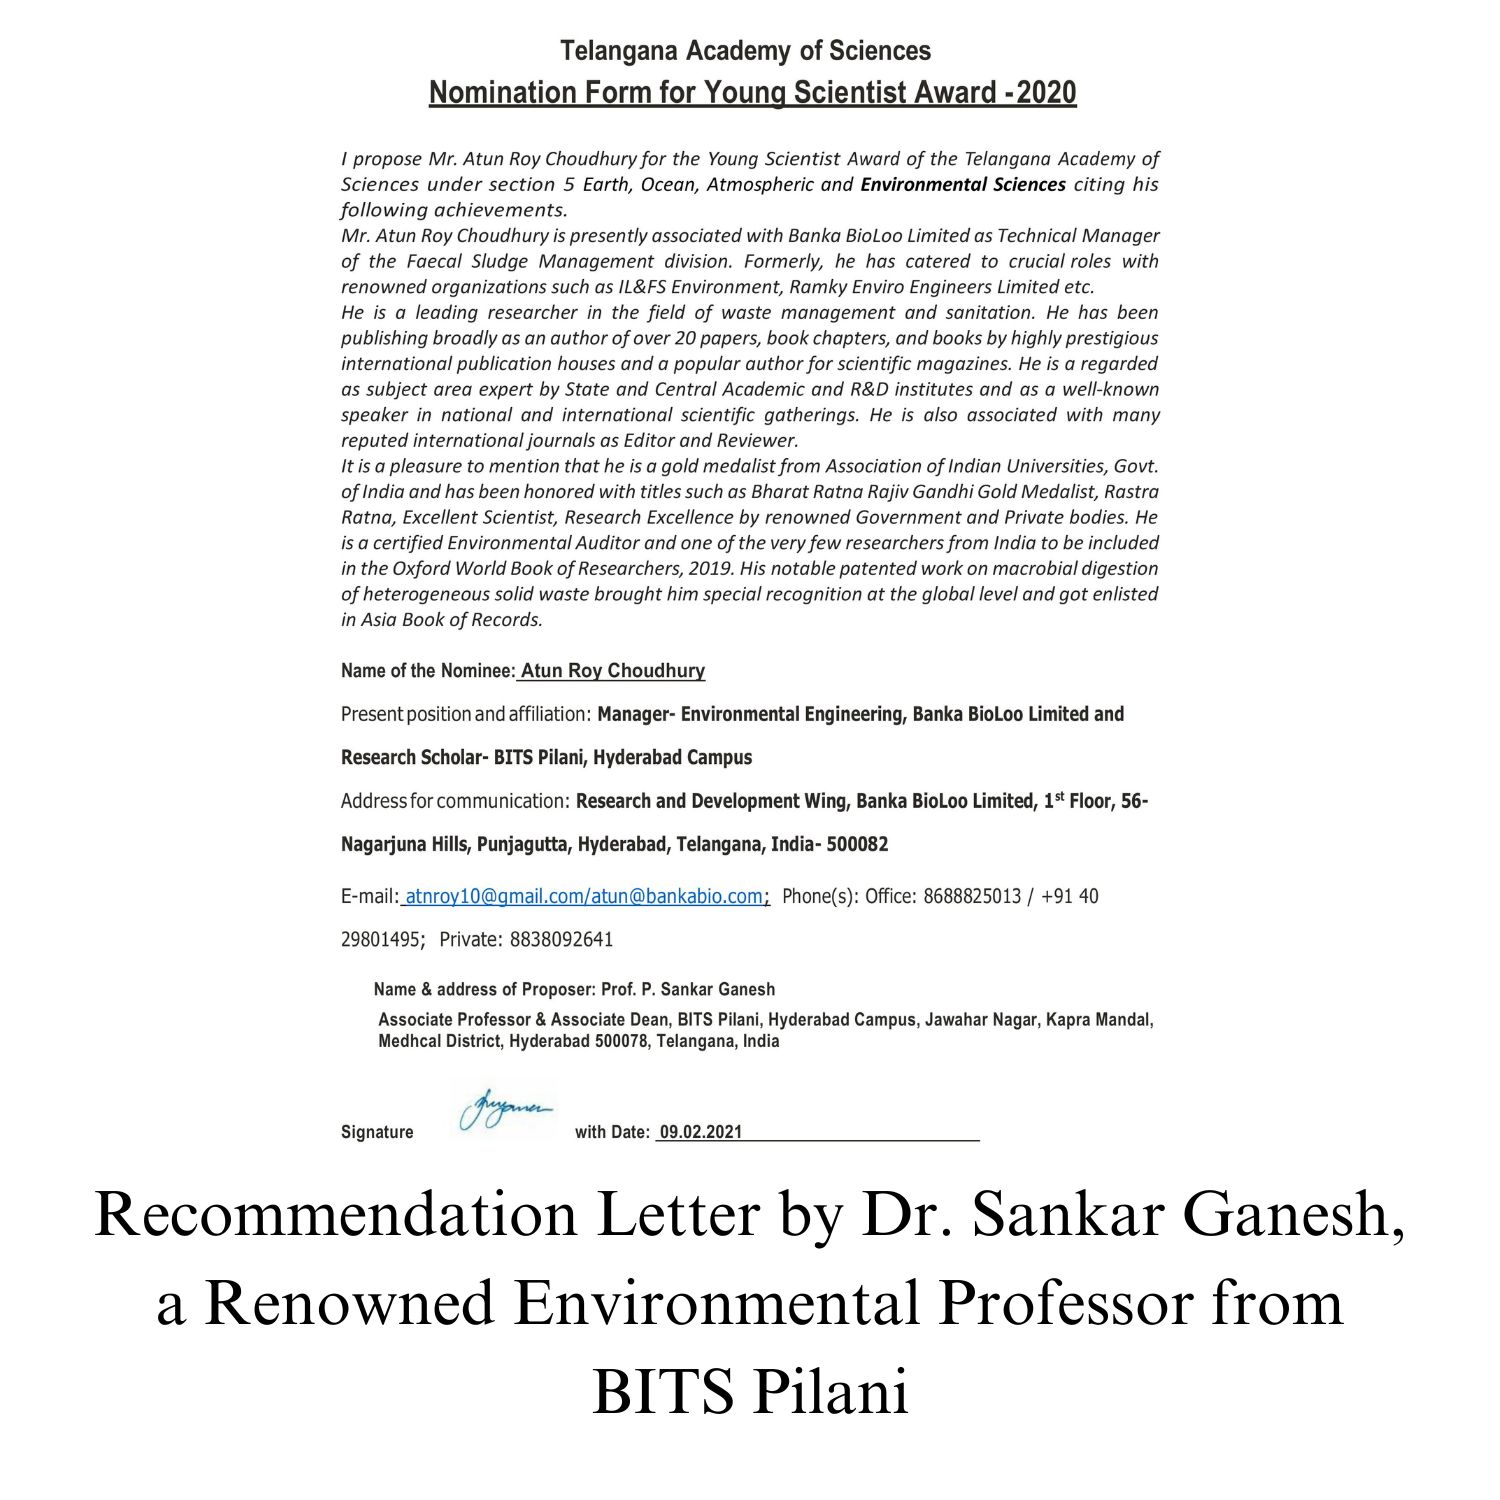 Telangana Academy of Sciences
Nomination Form for Young Scientist Award -2020
I propose Mr. Atun Roy Choudhury for the Young Scientist Award of the Telangana Academy of
Sciences under section 5 Earth, Ocean, Atmospheric and Environmental Sciences citing his
following achievements.
Mr. Atun Roy Choudhury is presently associated with Banka BioLoo Limited as Technical Manager
of the Faecal Sludge Management division. Formerly, he has catered to crucial roles with
renowned organizations such as IL&FS Environment, Ramky Enviro Engineers Limited etc.
He is a leading researcher in the field of waste management and sanitation. He has been
publishing broadly as an author of over 20 papers, book chapters, and books by highly prestigious
international publication houses and a popular author for scientific magazines. He is a regarded
as subject area expert by State and Central Academic and R&D institutes and as a well-known
speaker in national and international scientific gatherings. He is also associated with many
reputed international journals as Editor and Reviewer.
It is a pleasure to mention that he is a gold medalist from Association of Indian Universities, Govt.
of India and has been honored with titles such as Bharat Ratna Rajiv Gandhi Gold Medalist, Rastra
Ratna, Excellent Scientist, Research Excellence by renowned Government and Private bodies. He
is a certified Environmental Auditor and one of the very few researchers from India to be included
in the Oxford World Book of Researchers, 2019. His notable patented work on macrobial digestion
of heterogeneous solid waste brought him special recognition at the global level and got enlisted
in Asia Book of Records.
Name of the Nominee: Atun Roy Choudhury
Present position and affiliation: Manager- Environmental Engineering, Banka BioLoo Limited and
Research Scholar- BITS Pilani, Hyderabad Campus
Address for communication: Research and Development Wing, Banka BioLoo Limited, 1st Floor, 56-
Nagarjuna Hills, Punjagutta, Hyderabad, Telangana, India- 500082
E-mail: atnroy10@gmail.com/atun@bankabio.com; Phone(s): Office: 8688825013 / +91 40
29801495; Private: 8838092641
Name & address of Proposer: Prof. P. Sankar Ganesh
Associate Professor & Associate Dean, BITS Pilani, Hyderabad Campus, Jawahar Nagar, Kapra Mandal,
Medhcal District, Hyderabad 500078, Telangana, India
Signature with Date: 09.02.2021
Recommendation Letter by Dr. Sankar Ganesh,
a Renowned Environmental Professor from
BITS Pilani